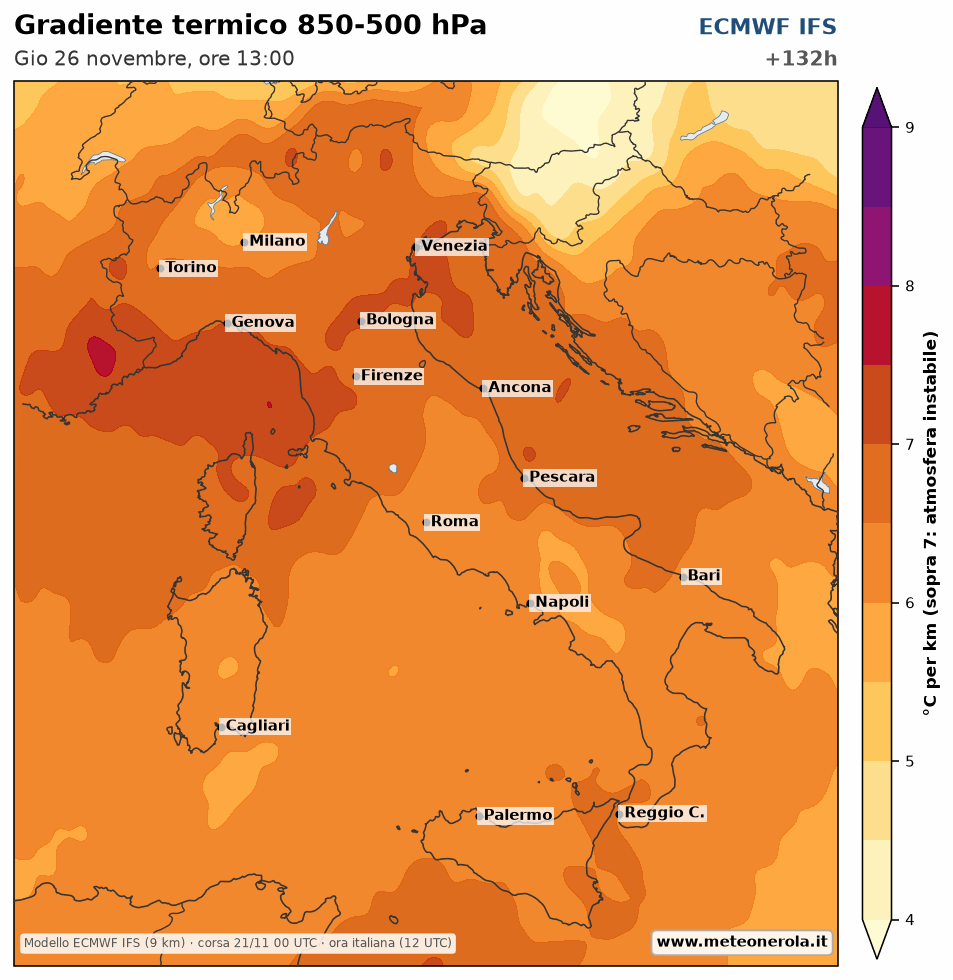 Gradiente termico 850-500 hPa
ECMWF IFS
Gio 26 novembre, ore 13:00
+132h
Milano
Venezia
Torino
Genova
Bologna
Firenze
Ancona
Pescara
Roma
Bari
Napoli
Cagliari
Palermo
Reggio C.
9
8
7
6
5
4
°C per km (sopra 7: atmosfera instabile)
Modello ECMWF IFS (9 km) · corsa 21/11 00 UTC · ora italiana (12 UTC)
www.meteonerola.it